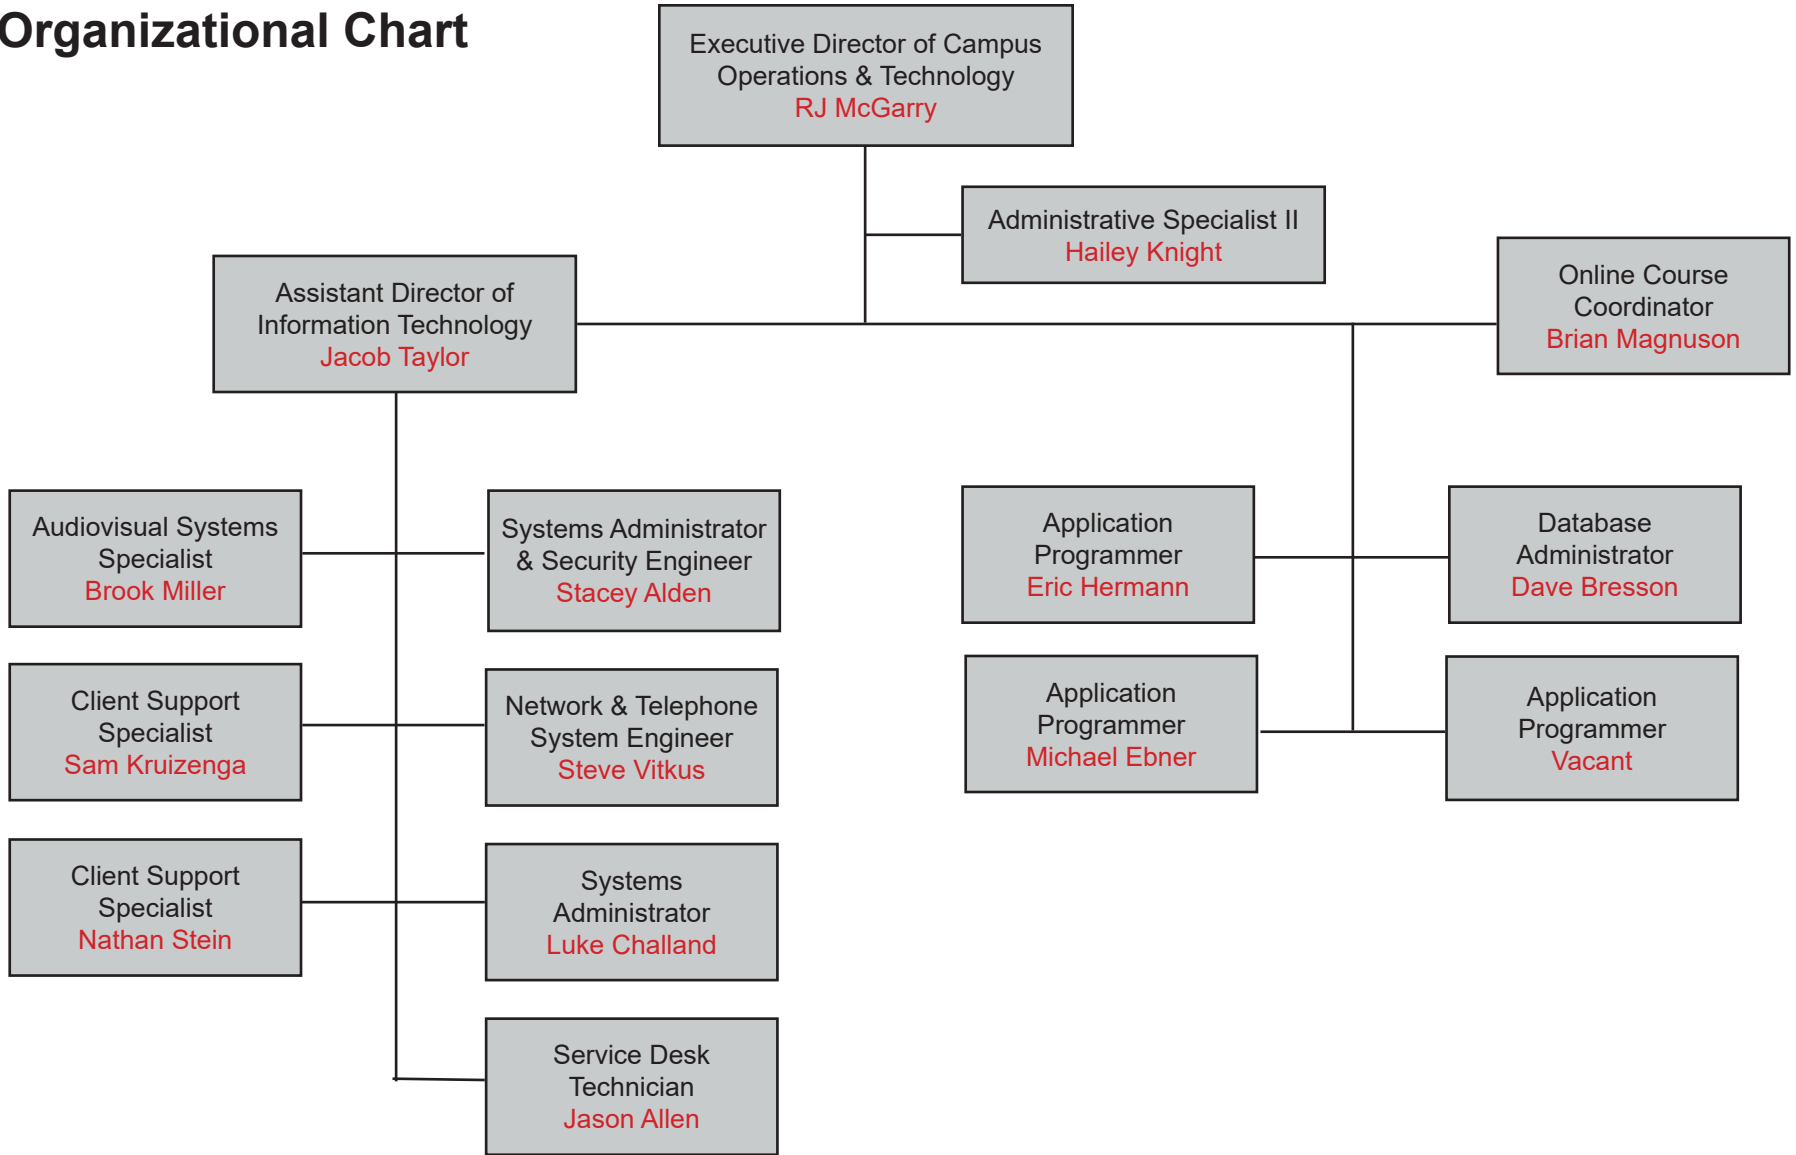 Organizational Chart
Executive Director of Campus
Operations & Technology
RJ McGarry
Administrative Specialist II
Hailey Knight
Assistant Director of
Information Technology
Jacob Taylor
Online Course
Coordinator
Brian Magnuson
Audiovisual Systems
Specialist
Brook Miller
Systems Administrator
& Security Engineer
Stacey Alden
Application
Programmer
Eric Hermann
Database
Administrator
Dave Bresson
Client Support
Specialist
Sam Kruizenga
Network & Telephone
System Engineer
Steve Vitkus
Application
Programmer
Michael Ebner
Application
Programmer
Vacant
Client Support
Specialist
Nathan Stein
Systems
Administrator
Luke Challand
Service Desk
Technician
Jason Allen